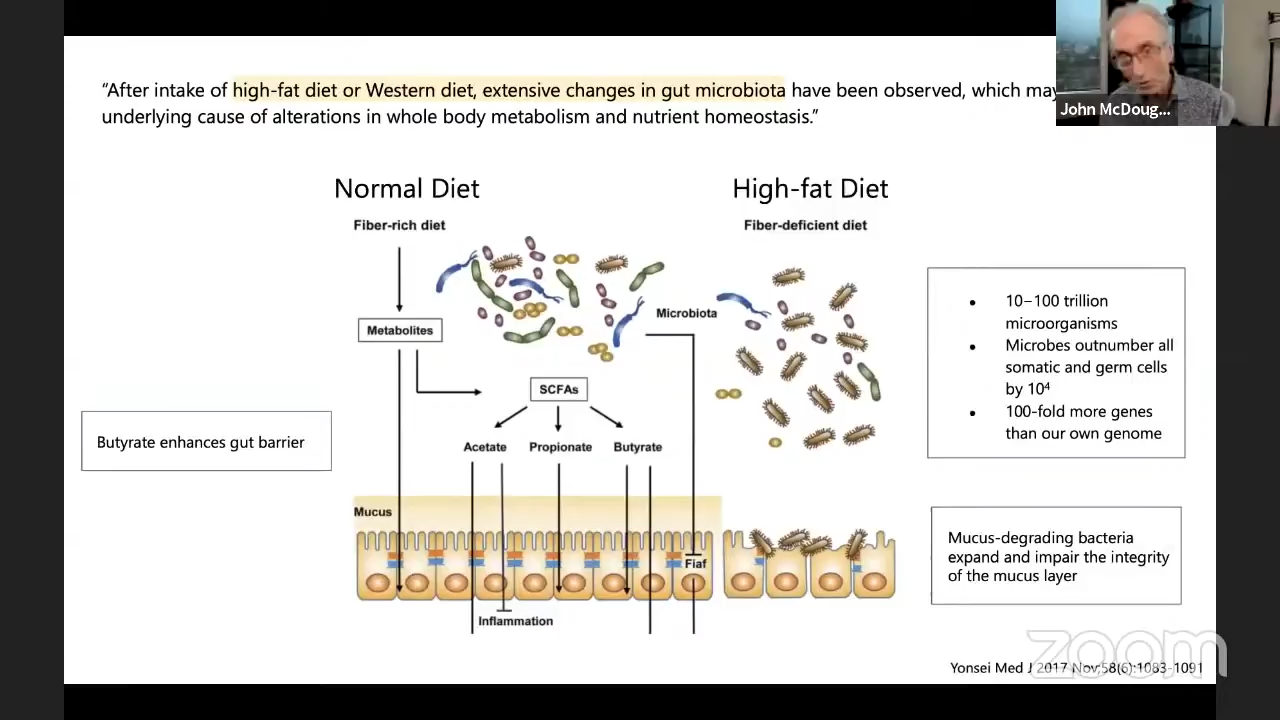 "After intake of high-fat diet or Western diet, extensive changes in gut microbiota have been observed, which may
underlying cause of alterations in whole body metabolism and nutrient homeostasis."
John McDoug...
Normal Diet
High-fat Diet
Fiber-rich diet
Fiber-deficient diet
Microbiota
Metabolites
SCFAs
Acetate
Propionate
Butyrate
Mucus
Fiaf
Inflammation
Butyrate enhances gut barrier
• 10–100 trillion
microorganisms
• Microbes outnumber all
somatic and germ cells
by 10⁴
• 100-fold more genes
than our own genome
Mucus-degrading bacteria
expand and impair the integrity
of the mucus layer
zoom
Yonsei Med J 2017 Nov;58(6):1083-1091